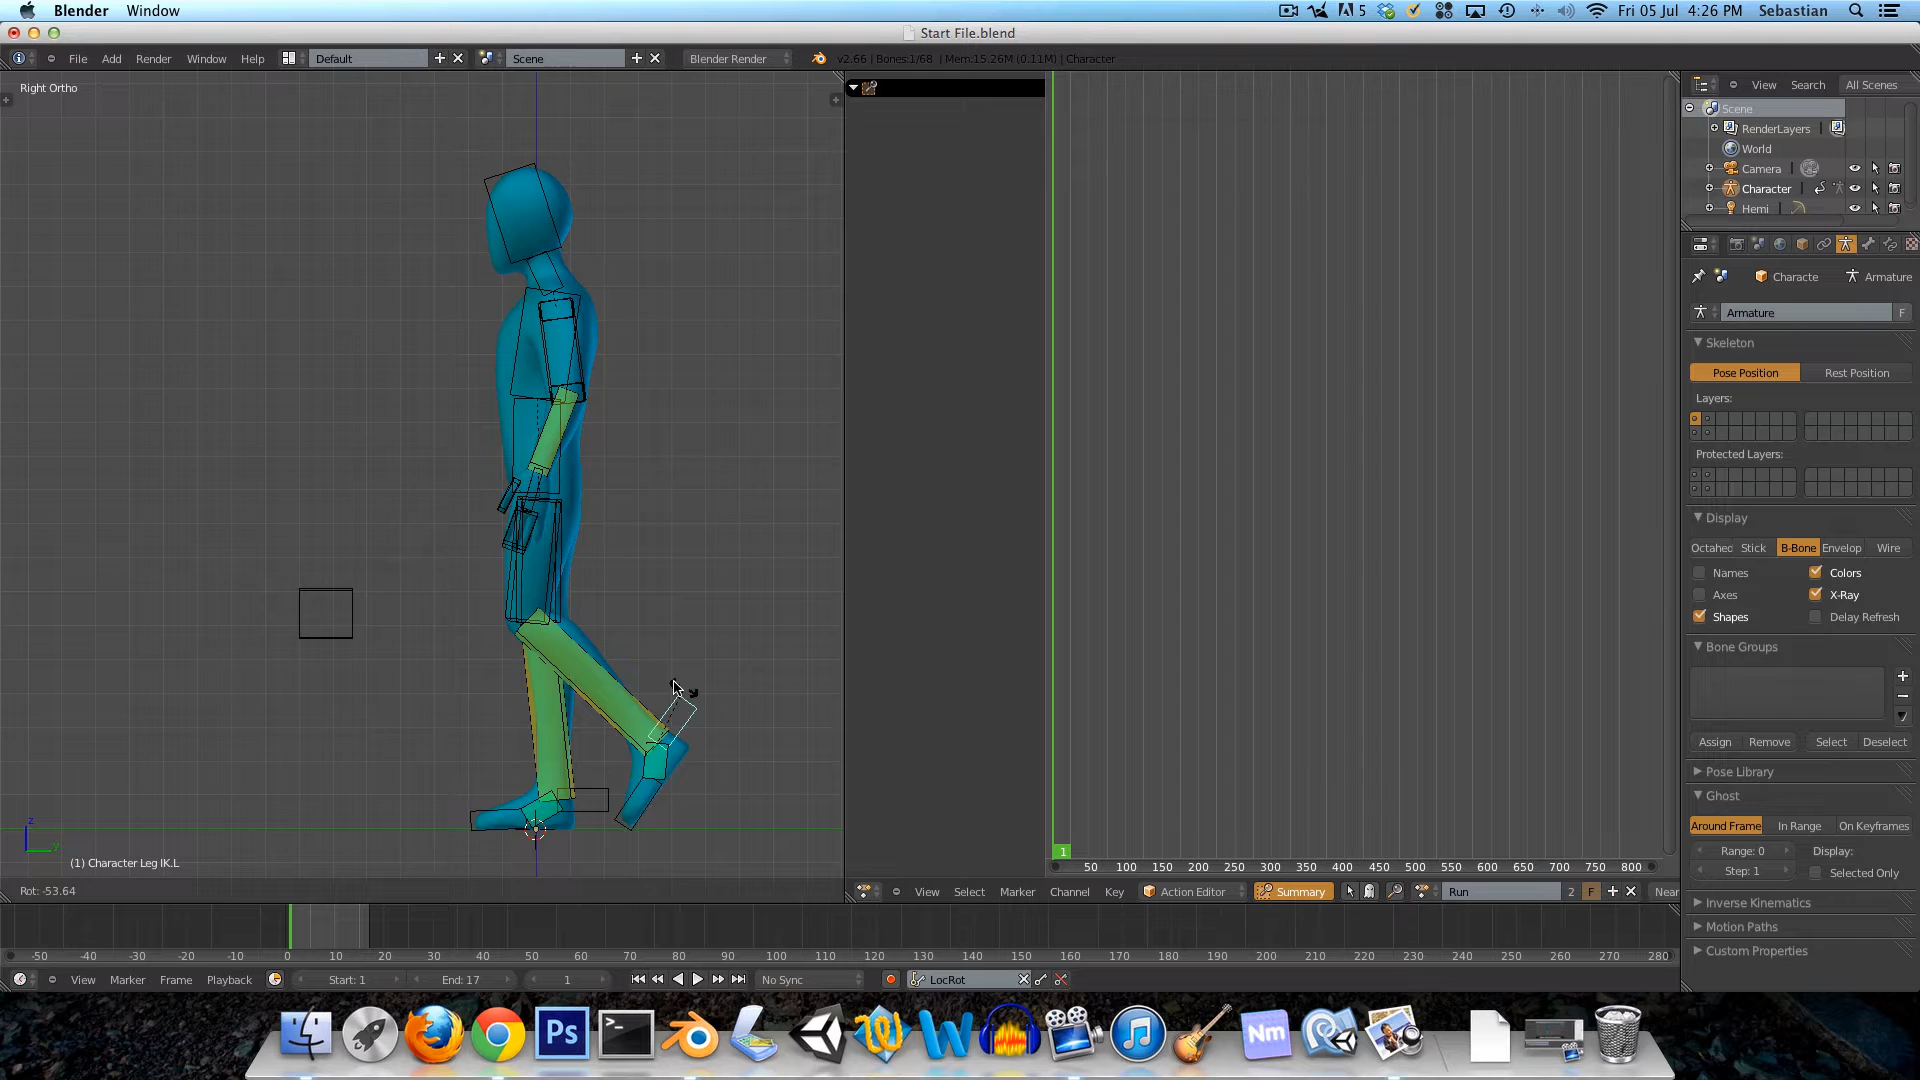 Blender Window 5 Fri 05 Jul 4:26 PM Sebastian
Start File.blend
File Add Render Window Help Default Scene Blender Render v2.66 | Bones:1/68 | Mem:15.26M (0.11M) | Character
Right Ortho
View Search All Scenes
Scene
RenderLayers
World
Camera
Character
Hemi
Characte Armature
Armature F
Skeleton
Pose Position Rest Position
Layers:
Protected Layers:
Display
Octahec Stick B-Bone Envelop Wire
Names Colors
Axes X-Ray
Shapes Delay Refresh
Bone Groups
Assign Remove Select Deselect
Pose Library
Ghost
Around Frame In Range On Keyframes
Range: 0 Display:
Step: 1 Selected Only
Inverse Kinematics
Motion Paths
Custom Properties
z
y
(1) Character Leg IK.L
Rot: -53.64
1
50 100 150 200 250 300 350 400 450 500 550 600 650 700 750 800
View Select Marker Channel Key Action Editor Summary Run 2 F Near
-50 -40 -30 -20 -10 0 10 20 30 40 50 60 70 80 90 100 110 120 130 140 150 160 170 180 190 200 210 220 230 240 250 260 270 280
View Marker Frame Playback Start: 1 End: 17 1 No Sync LocRot
Ps W Nm